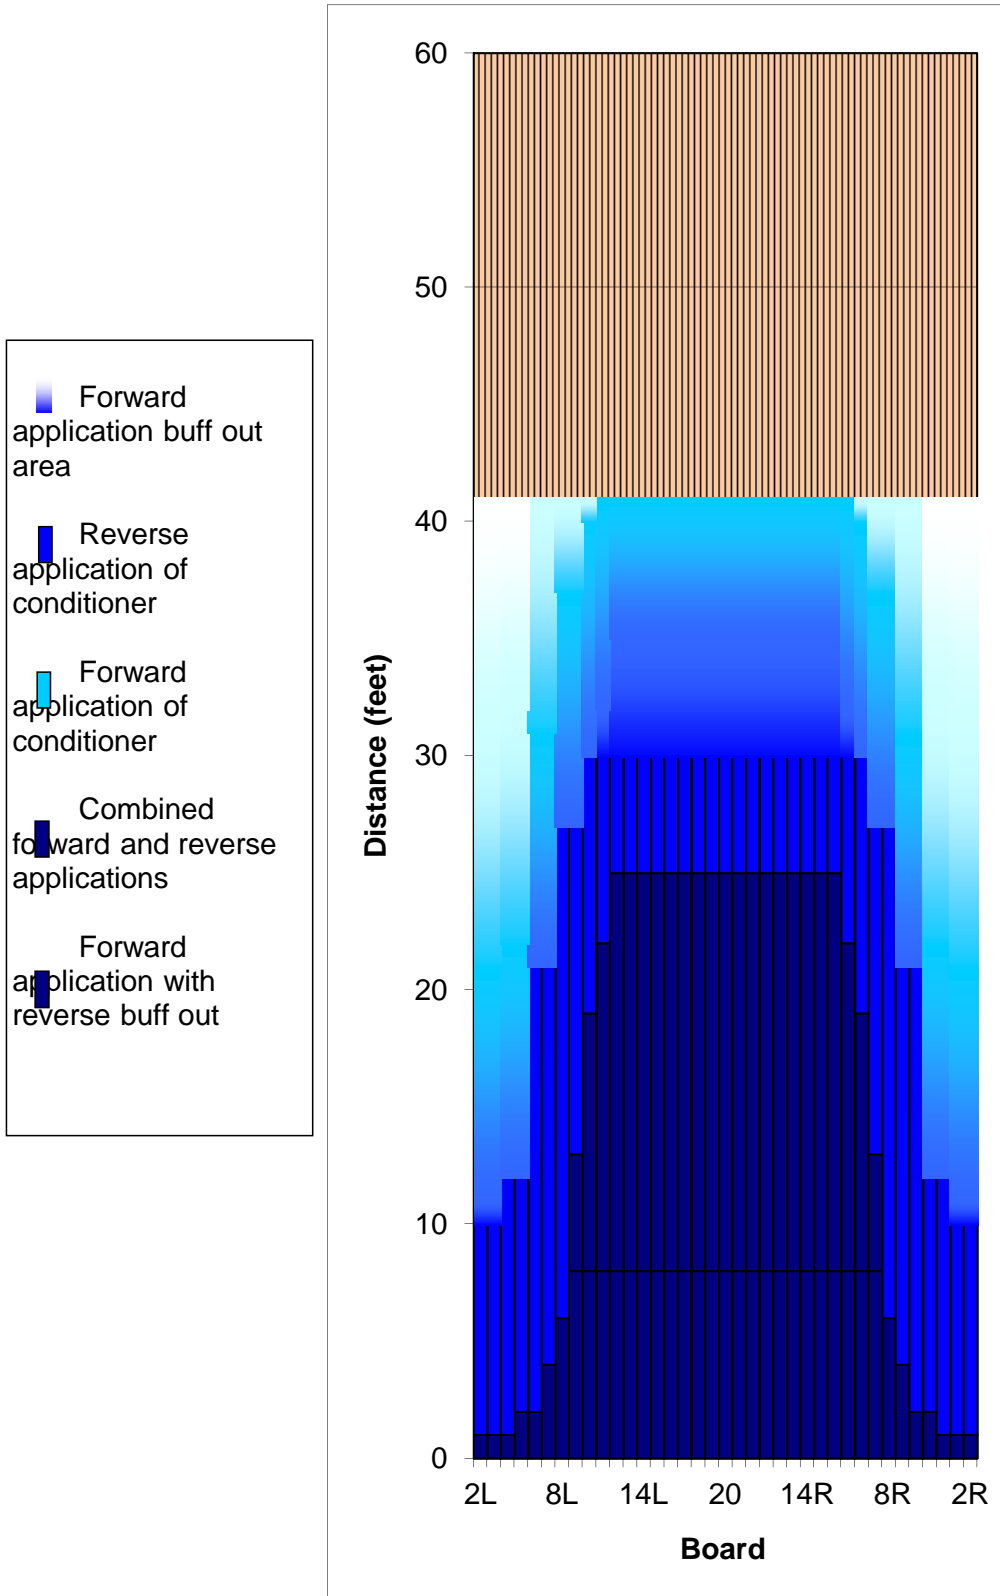 Forward
application buff out
area
Reverse
application of
conditioner
Forward
application of
conditioner
Combined
forward and reverse
applications
Forward
application with
reverse buff out
60
50
40
30
20
10
0
Distance (feet)
2L 8L 14L 20 14R 8R 2R
Board